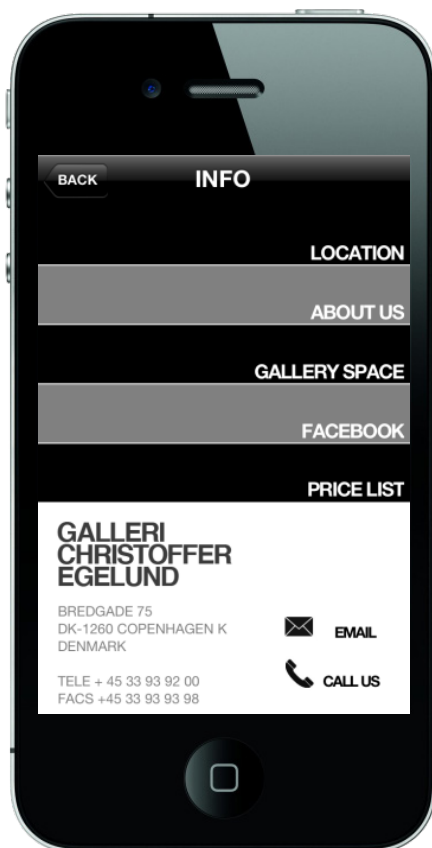 BACK
INFO
LOCATION
ABOUT US
GALLERY SPACE
FACEBOOK
PRICE LIST
GALLERI
CHRISTOFFER
EGELUND
BREDGADE 75
DK-1260 COPENHAGEN K
DENMARK
TELE + 45 33 93 92 00
FACS +45 33 93 93 98
EMAIL
CALL US